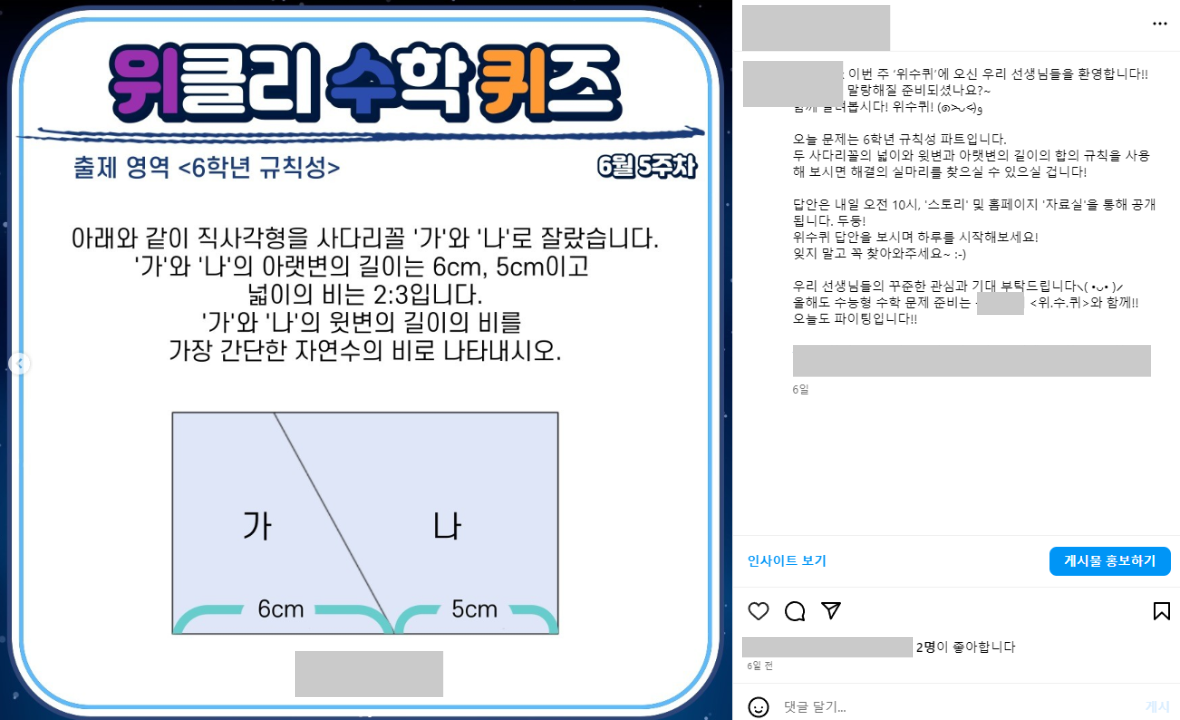 위클리 수학 퀴즈
출제 영역 <6학년 규칙성>
6월 5주차
아래와 같이 직사각형을 사다리꼴 '가'와 '나'로 잘랐습니다.
'가'와 '나'의 아랫변의 길이는 6cm, 5cm이고
넓이의 비는 2:3입니다.
'가'와 '나'의 윗변의 길이의 비를
가장 간단한 자연수의 비로 나타내시오.
가
나
6cm
5cm
이번 주 '위수퀴'에 오신 우리 선생님들을 환영합니다!!
말랑해질 준비되셨나요?~
함께 달려봅시다! 위수퀴! (๑˃̵ᴗ˂̵)و
오늘 문제는 6학년 규칙성 파트입니다.
두 사다리꼴의 넓이와 윗변과 아랫변의 길이의 합의 규칙을 사용
해 보시면 해결의 실마리를 찾으실 수 있으실 겁니다!
답안은 내일 오전 10시, '스토리' 및 홈페이지 '자료실'을 통해 공개
됩니다. 두둥!
위수퀴 답안을 보시며 하루를 시작해보세요!
잊지 말고 꼭 찾아와주세요~ :-)
우리 선생님들의 꾸준한 관심과 기대 부탁드립니다⸜( •ᴗ• )⸝
올해도 수능형 수학 문제 준비는 <위.수.퀴>와 함께!!
오늘도 파이팅입니다!!
6일
인사이트 보기
게시물 홍보하기
2명이 좋아합니다
6일 전
댓글 달기...
게시